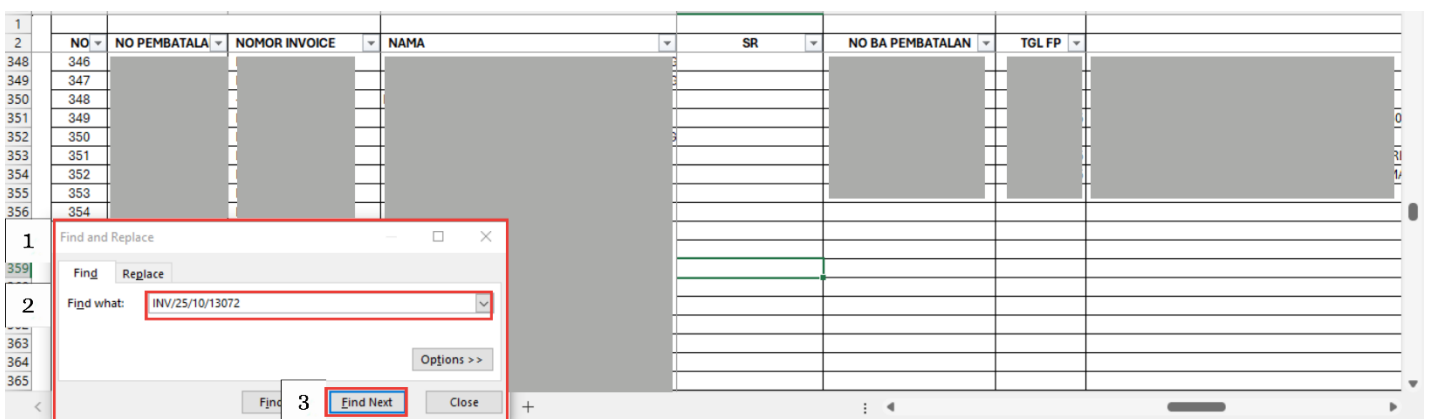 1
2 NO NO PEMBATALA NOMOR INVOICE NAMA SR NO BA PEMBATALAN TGL FP
348 346
349 347
350 348
351 349
352 350
353 351
354 352
355 353
356 354
1 Find and Replace
359 Find Replace
2 Find what: INV/25/10/13072
363
364 Options >>
365
3 Find Next Close